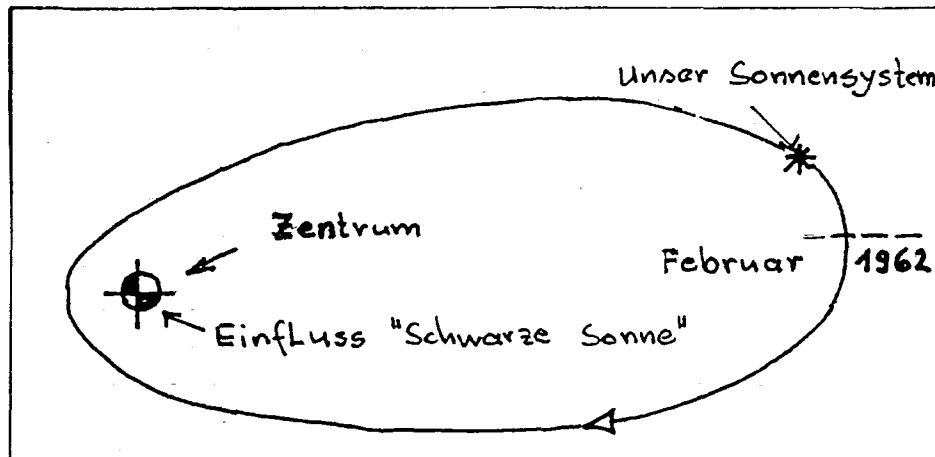 Unser Sonnensystem
Zentrum
Februar 1962
Einfluss "Schwarze Sonne"